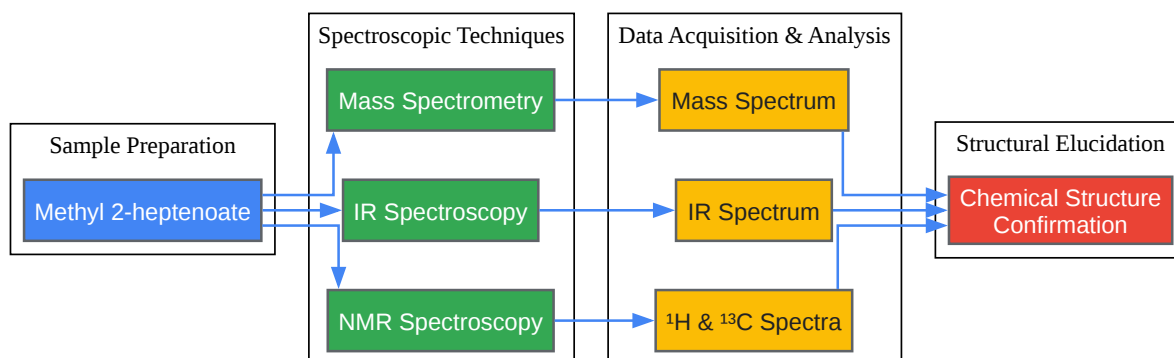 Sample Preparation
Methyl 2-heptenoate
Spectroscopic Techniques
Mass Spectrometry
IR Spectroscopy
NMR Spectroscopy
Data Acquisition & Analysis
Mass Spectrum
IR Spectrum
¹H & ¹³C Spectra
Structural Elucidation
Chemical Structure
Confirmation